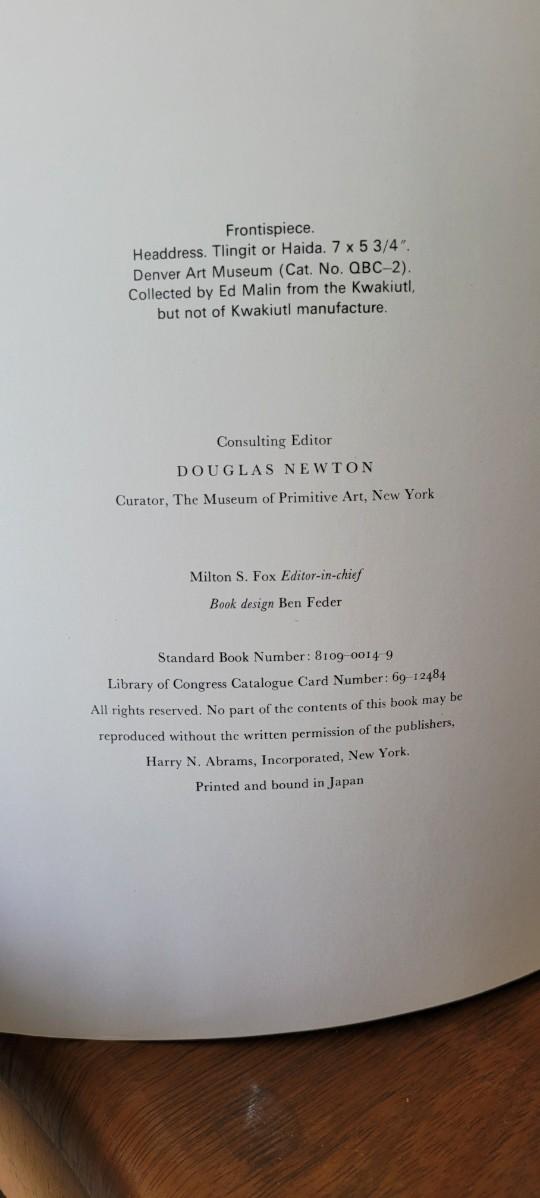 Frontispiece.
Headdress. Tlingit or Haida. 7 x 5 3/4″.
Denver Art Museum (Cat. No. QBC–2).
Collected by Ed Malin from the Kwakiutl,
but not of Kwakiutl manufacture.
Consulting Editor
DOUGLAS NEWTON
Curator, The Museum of Primitive Art, New York
Milton S. Fox Editor-in-chief
Book design Ben Feder
Standard Book Number: 8109–0014–9
Library of Congress Catalogue Card Number: 69–12484
All rights reserved. No part of the contents of this book may be
reproduced without the written permission of the publishers,
Harry N. Abrams, Incorporated, New York.
Printed and bound in Japan